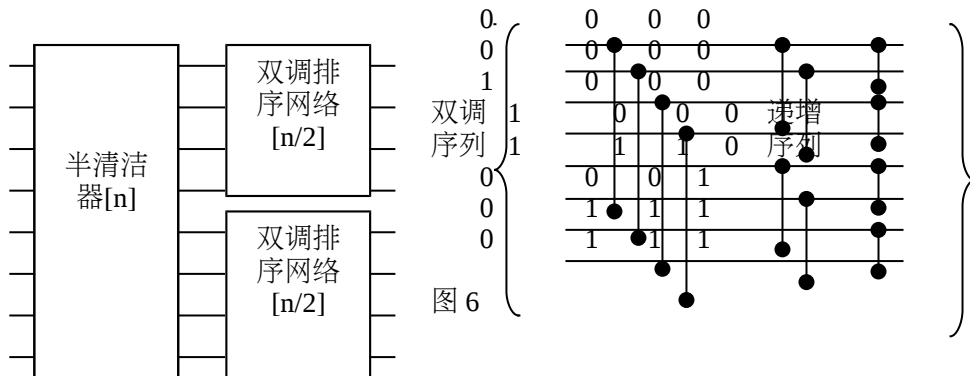 半清洁
器[n]
双调排
序网络
[n/2]
双调排
序网络
[n/2]
0 0 0 0
0 0 0 0
1 0 0 0
双调 1 0 0 0 递增
序列 1 1 1 0 序列
0 0 0 1
0 1 1 1
0 1 1 1
图 6